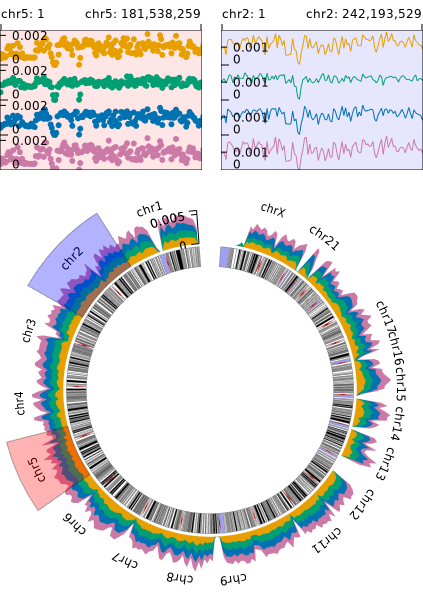 chr5: 1 chr5: 181,538,259 chr2: 1 chr2: 242,193,529
0.002
0
0.002
0
0.002
0
0.002
0
0.001
0
0.001
0
0.001
0
0.001
0
chr1
0.005
0
chrX
chr21
chr2
chr3
chr4
chr5
chr6
chr7
chr8
chr9
chr11
chr12
chr13
chr14
chr15
chr16
chr17